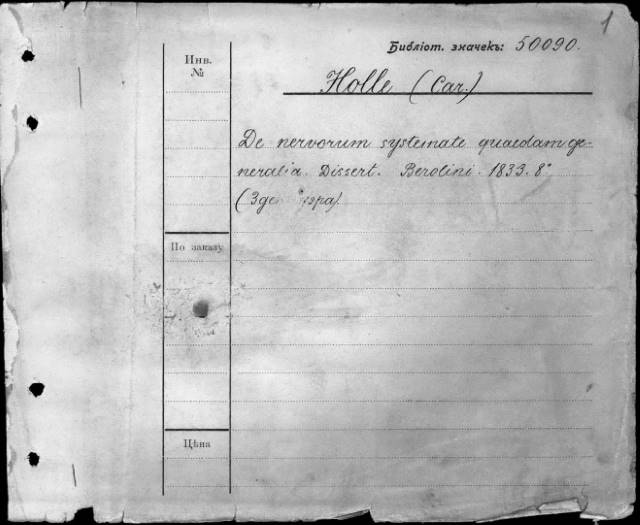 1
Библіот. значекъ: 50090.
Инв.
№
Holle (Car.)
De nervorum systemate quaedam ge-
neralia. Dissert. Berolini. 1833. 8°
По заказу
Цѣна